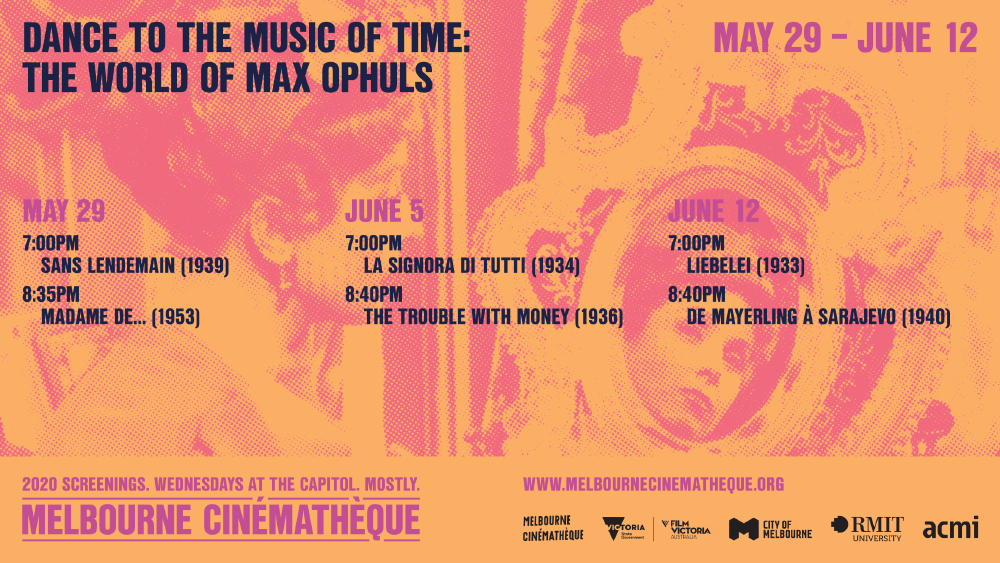 DANCE TO THE MUSIC OF TIME:
THE WORLD OF MAX OPHULS
MAY 29 – JUNE 12
MAY 29
7:00PM
SANS LENDEMAIN (1939)
8:35PM
MADAME DE... (1953)
JUNE 5
7:00PM
LA SIGNORA DI TUTTI (1934)
8:40PM
THE TROUBLE WITH MONEY (1936)
JUNE 12
7:00PM
LIEBELEI (1933)
8:40PM
DE MAYERLING À SARAJEVO (1940)
2020 SCREENINGS. WEDNESDAYS AT THE CAPITOL. MOSTLY.
MELBOURNE CINÉMATHÈQUE
WWW.MELBOURNECINEMATHEQUE.ORG
MELBOURNE
CINÉMATHÈQUE
VICTORIA
State
Government
FILM
VICTORIA
AUSTRALIA
CITY OF
MELBOURNE
RMIT
UNIVERSITY
acmi